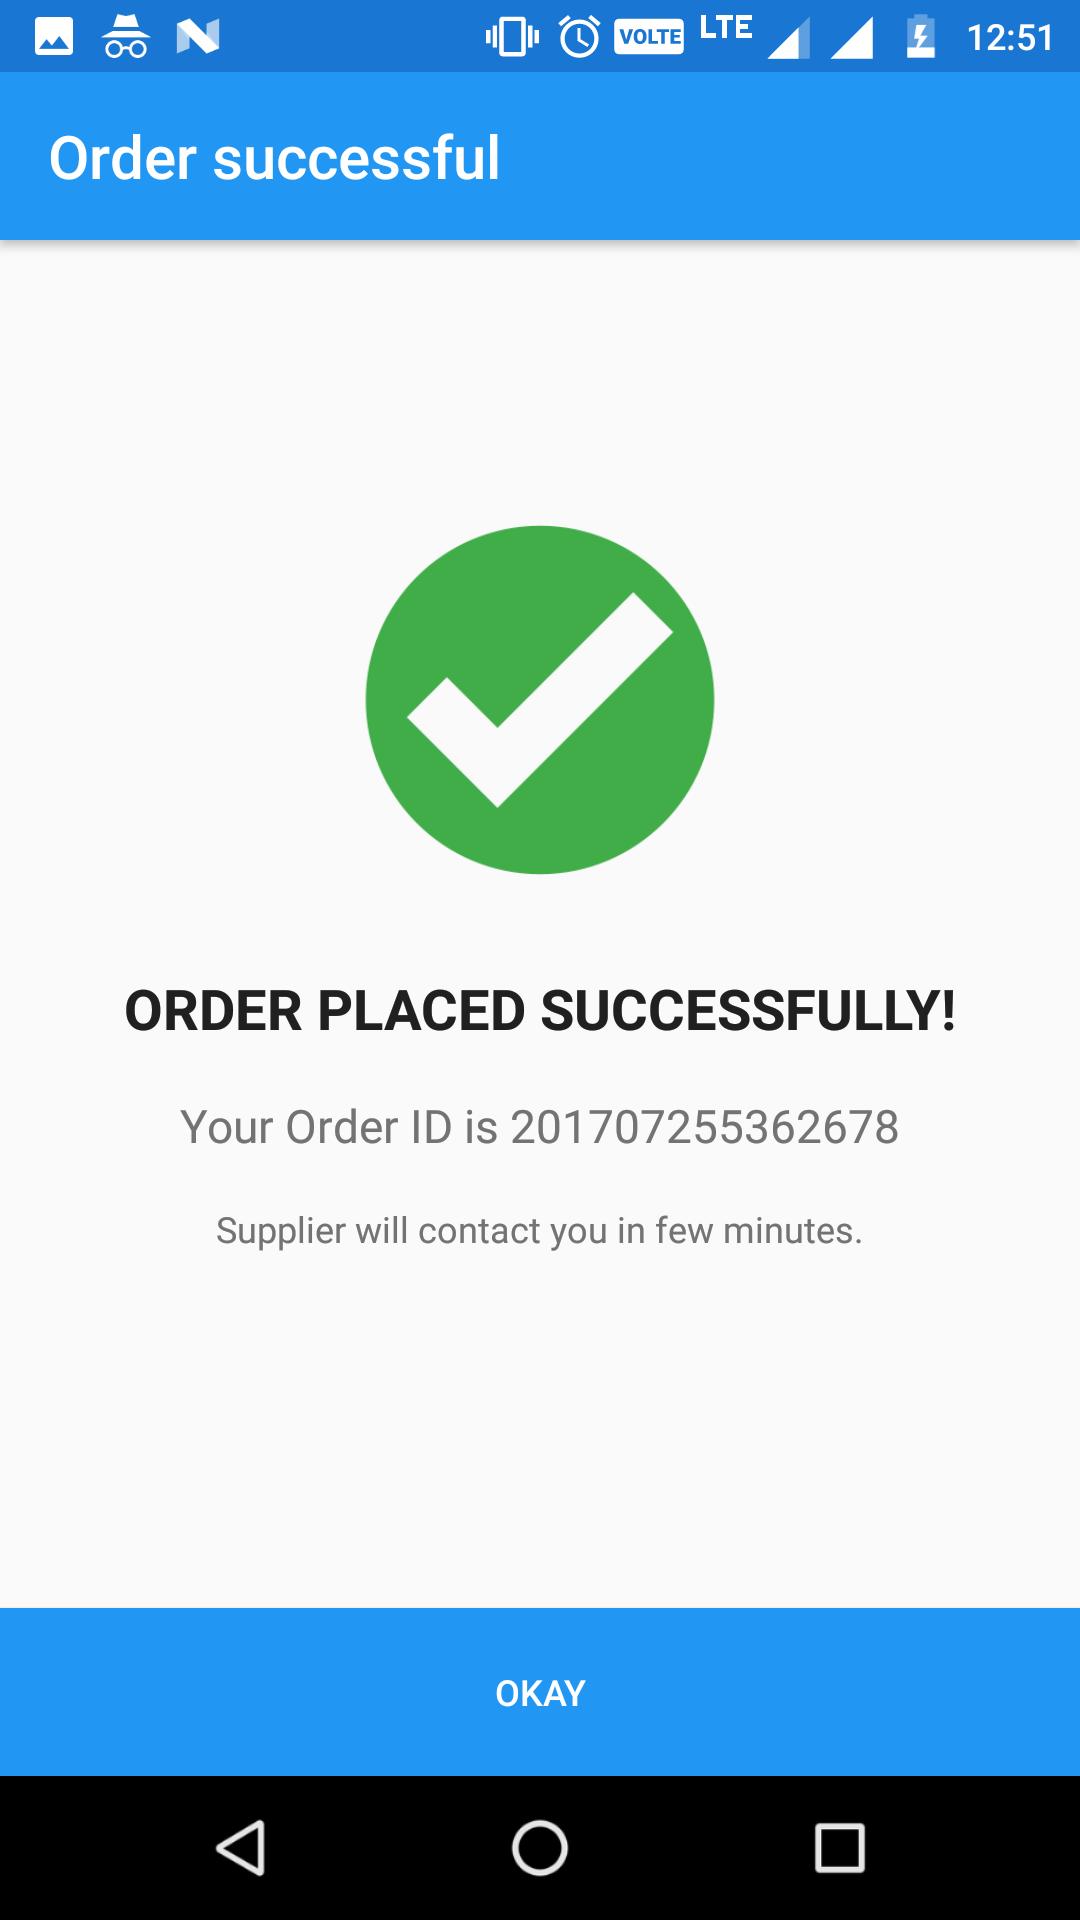 VOLTE LTE 12:51
Order successful
ORDER PLACED SUCCESSFULLY!
Your Order ID is 201707255362678
Supplier will contact you in few minutes.
OKAY